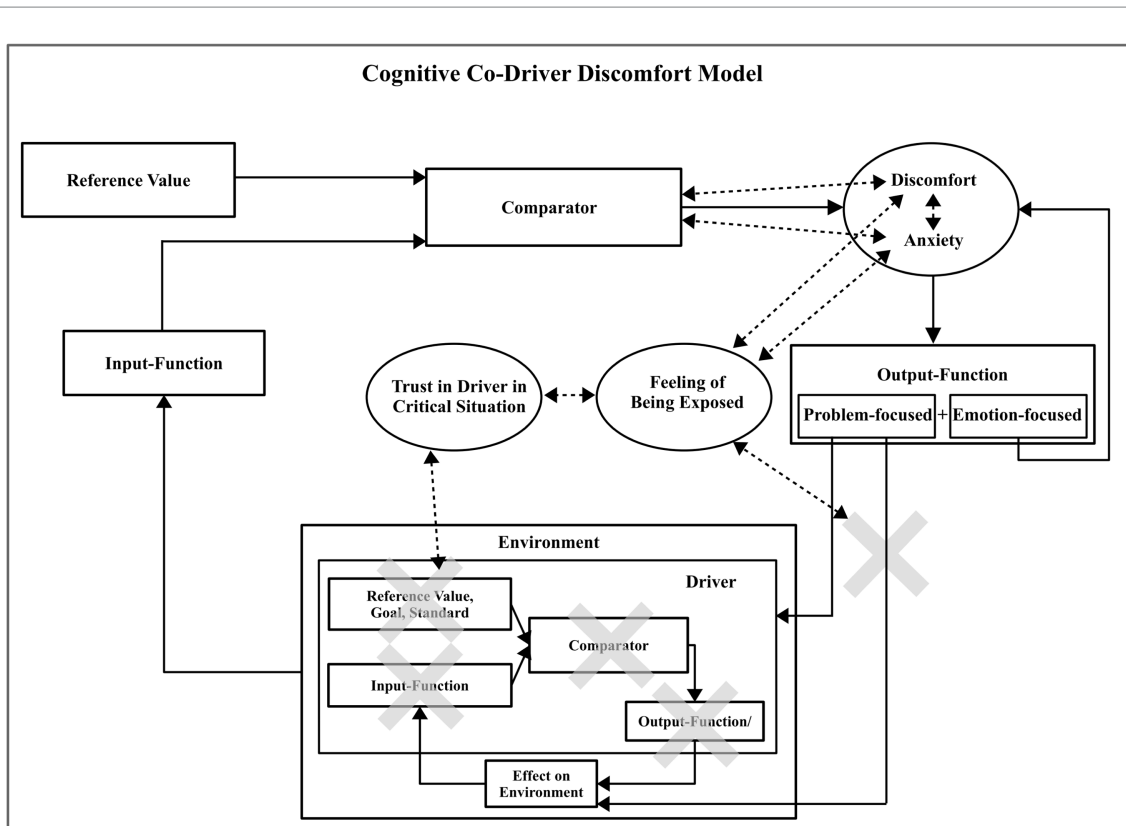 Cognitive Co-Driver Discomfort Model
Reference Value
Comparator
Discomfort
Anxiety
Input-Function
Trust in Driver in
Critical Situation
Feeling of
Being Exposed
Output-Function
Problem-focused + Emotion-focused
Environment
Driver
Reference Value,
Goal, Standard
Comparator
Input-Function
Output-Function/
Effect on
Environment